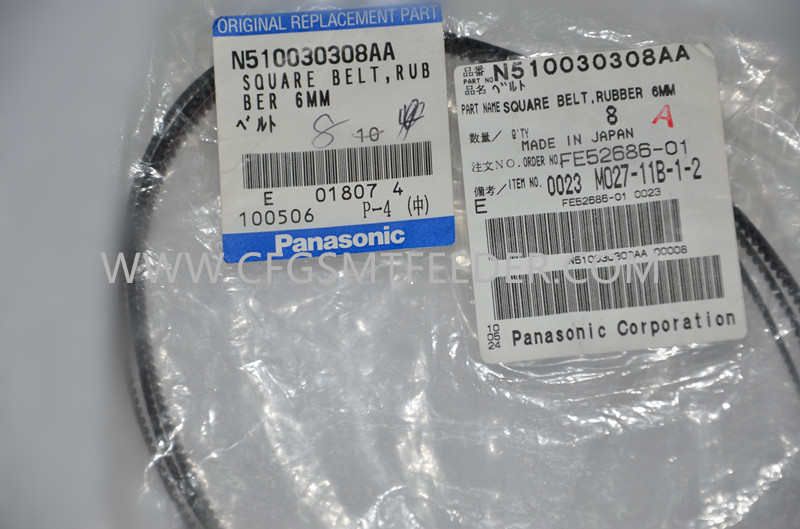 ORIGINAL REPLACEMENT PART
N510030308AA
SQUARE BELT,RUB
BER 6MM
ベルト
8 10
E 01807 4
100506 P-4 (中)
Panasonic
品番 PART NO. N510030308AA
品名 ベルト
PART NAME SQUARE BELT,RUBBER 6MM
数量/Q'TY 8 A
MADE IN JAPAN
注文NO. ORDER NO. FE52686-01
備考/ITEM NO. 0023 M027-11B-1-2
E FE52686-01 0023
N510030308AA 00008
10 05 24 Panasonic Corporation
WWW.CFGSMTFEEDER.COM